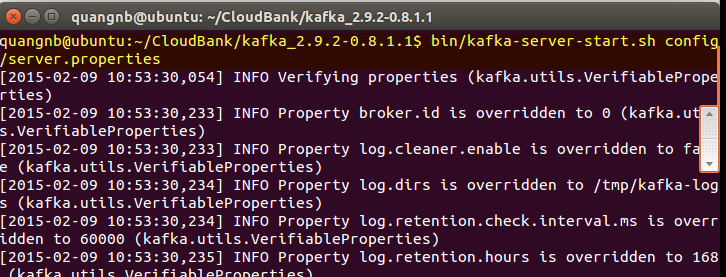 quangnb@ubuntu: ~/CloudBank/kafka_2.9.2-0.8.1.1
quangnb@ubuntu:~/CloudBank/kafka_2.9.2-0.8.1.1$ bin/kafka-server-start.sh config
/server.properties
[2015-02-09 10:53:30,054] INFO Verifying properties (kafka.utils.VerifiablePrope
rties)
[2015-02-09 10:53:30,233] INFO Property broker.id is overridden to 0 (kafka.ut
s.VerifiableProperties)
[2015-02-09 10:53:30,233] INFO Property log.cleaner.enable is overridden to fa
e (kafka.utils.VerifiableProperties)
[2015-02-09 10:53:30,234] INFO Property log.dirs is overridden to /tmp/kafka-log
s (kafka.utils.VerifiableProperties)
[2015-02-09 10:53:30,234] INFO Property log.retention.check.interval.ms is overr
idden to 60000 (kafka.utils.VerifiableProperties)
[2015-02-09 10:53:30,235] INFO Property log.retention.hours is overridden to 168
(kafka.utils.VerifiableProperties)